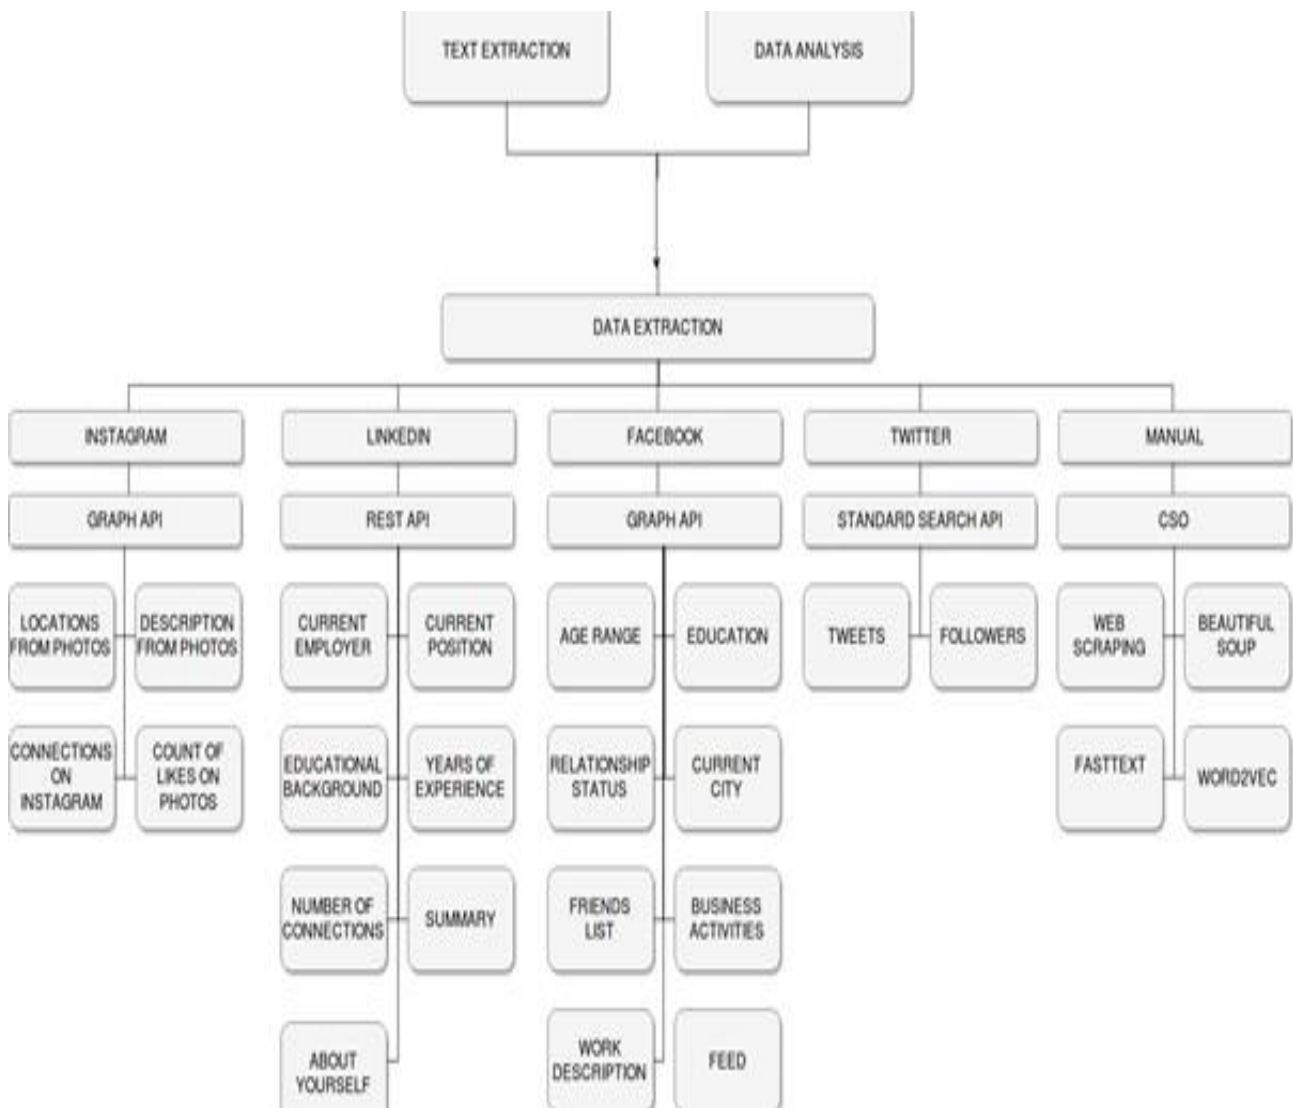 TEXT EXTRACTION
DATA ANALYSIS
DATA EXTRACTION
INSTAGRAM
LINKEDIN
FACEBOOK
TWITTER
MANUAL
GRAPH API
REST API
GRAPH API
STANDARD SEARCH API
CSO
LOCATIONS
FROM PHOTOS
DESCRIPTION
FROM PHOTOS
CURRENT
EMPLOYER
CURRENT
POSITION
AGE RANGE
EDUCATION
TWEETS
FOLLOWERS
WEB
SCRAPING
BEAUTIFUL
SOUP
CONNECTIONS
ON
INSTAGRAM
COUNT OF
LIKES ON
PHOTOS
EDUCATIONAL
BACKGROUND
YEARS OF
EXPERIENCE
RELATIONSHIP
STATUS
CURRENT
CITY
FASTTEXT
WORD2VEC
NUMBER OF
CONNECTIONS
SUMMARY
FRIENDS
LIST
BUSINESS
ACTIVITIES
ABOUT
YOURSELF
WORK
DESCRIPTION
FEED